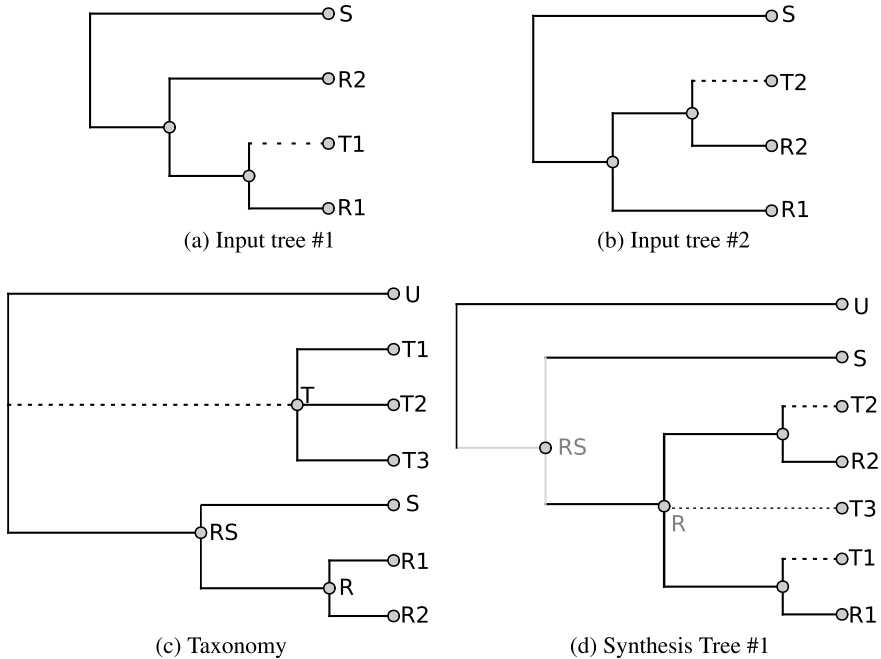 S
R2
T1
R1
(a) Input tree #1
S
T2
R2
R1
(b) Input tree #2
U
T1
T
T2
T3
S
RS
R1
R
R2
(c) Taxonomy
U
S
T2
RS
R2
T3
R
T1
R1
(d) Synthesis Tree #1